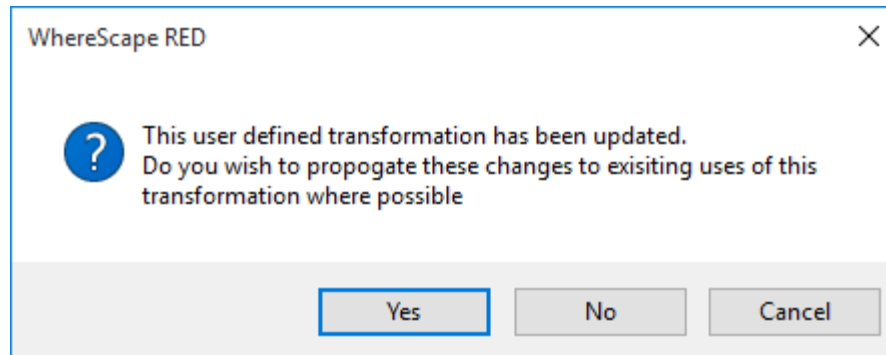 WhereScape RED
This user defined transformation has been updated.
Do you wish to propogate these changes to exisiting uses of this
transformation where possible
Yes
No
Cancel